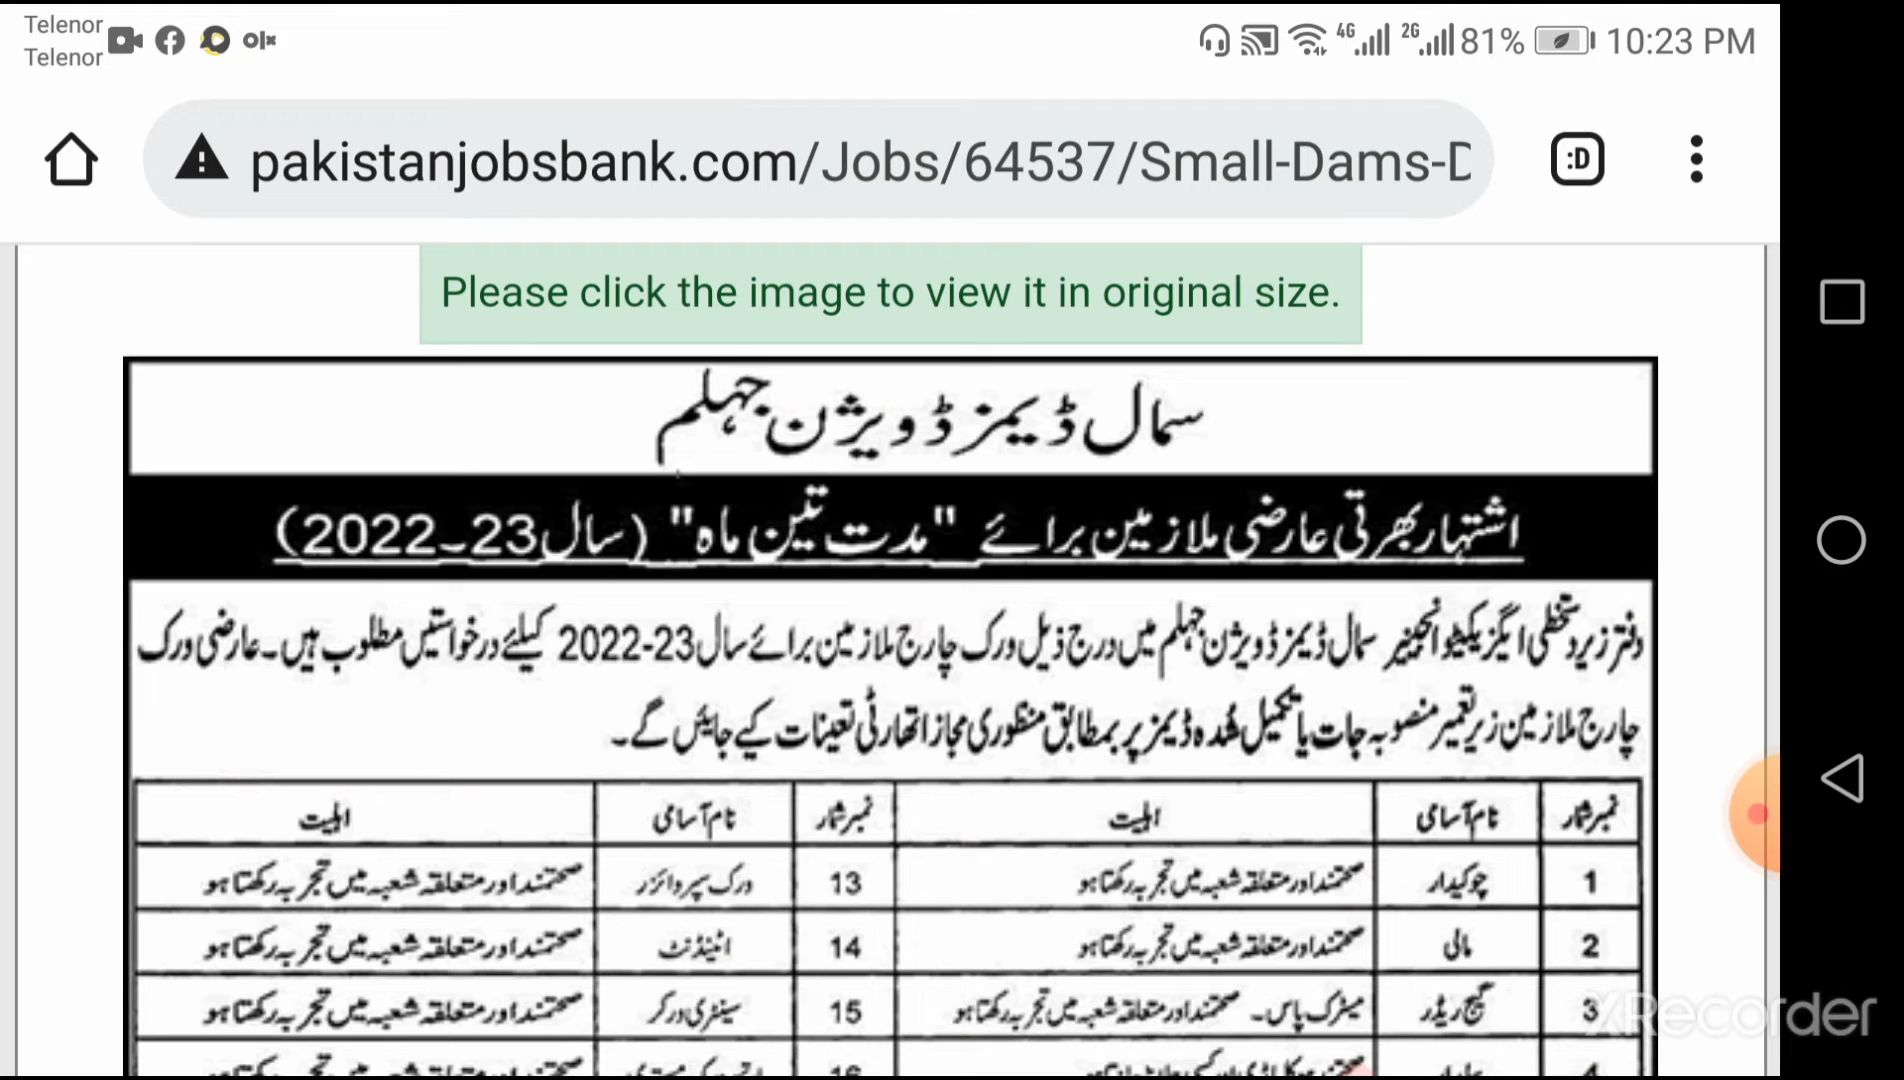 Telenor
Telenor
olx
4G 2G 81% 10:23 PM
pakistanjobsbank.com/Jobs/64537/Small-Dams-D
:D
Please click the image to view it in original size.
سمال ڈیمز ڈویژن جہلم
اشتہار بھرتی عارضی ملازمین برائے "مدت تین ماہ" (سال 23۔2022)
دفتر زیر دستخطی ایگزیکیٹو انجینئر سمال ڈیمز ڈویژن جہلم میں درج ذیل ورک چارج ملازمین برائے سال 23-2022 کیلئے درخواستیں مطلوب ہیں۔ عارضی ورک
چارج ملازمین زیر تعمیر منصوبہ جات یا تکمیل شُدہ ڈیمز پر بمطابق منظوری مجاز اتھارٹی تعینات کیے جائیں گے۔
نمبر شمار نام آسامی اہلیت نمبر شمار نام آسامی اہلیت
1 چوکیدار صحتمند اور متعلقہ شعبہ میں تجربہ رکھتا ہو 13 ورک سپروائزر صحتمند اور متعلقہ شعبہ میں تجربہ رکھتا ہو
2 مالی صحتمند اور متعلقہ شعبہ میں تجربہ رکھتا ہو 14 اٹینڈنٹ صحتمند اور متعلقہ شعبہ میں تجربہ رکھتا ہو
3 گیج ریڈر میٹرک پاس۔ صحتمند اور متعلقہ شعبہ میں تجربہ رکھتا ہو 15 سینٹری ورکر صحتمند اور متعلقہ شعبہ میں تجربہ رکھتا ہو
XRecorder